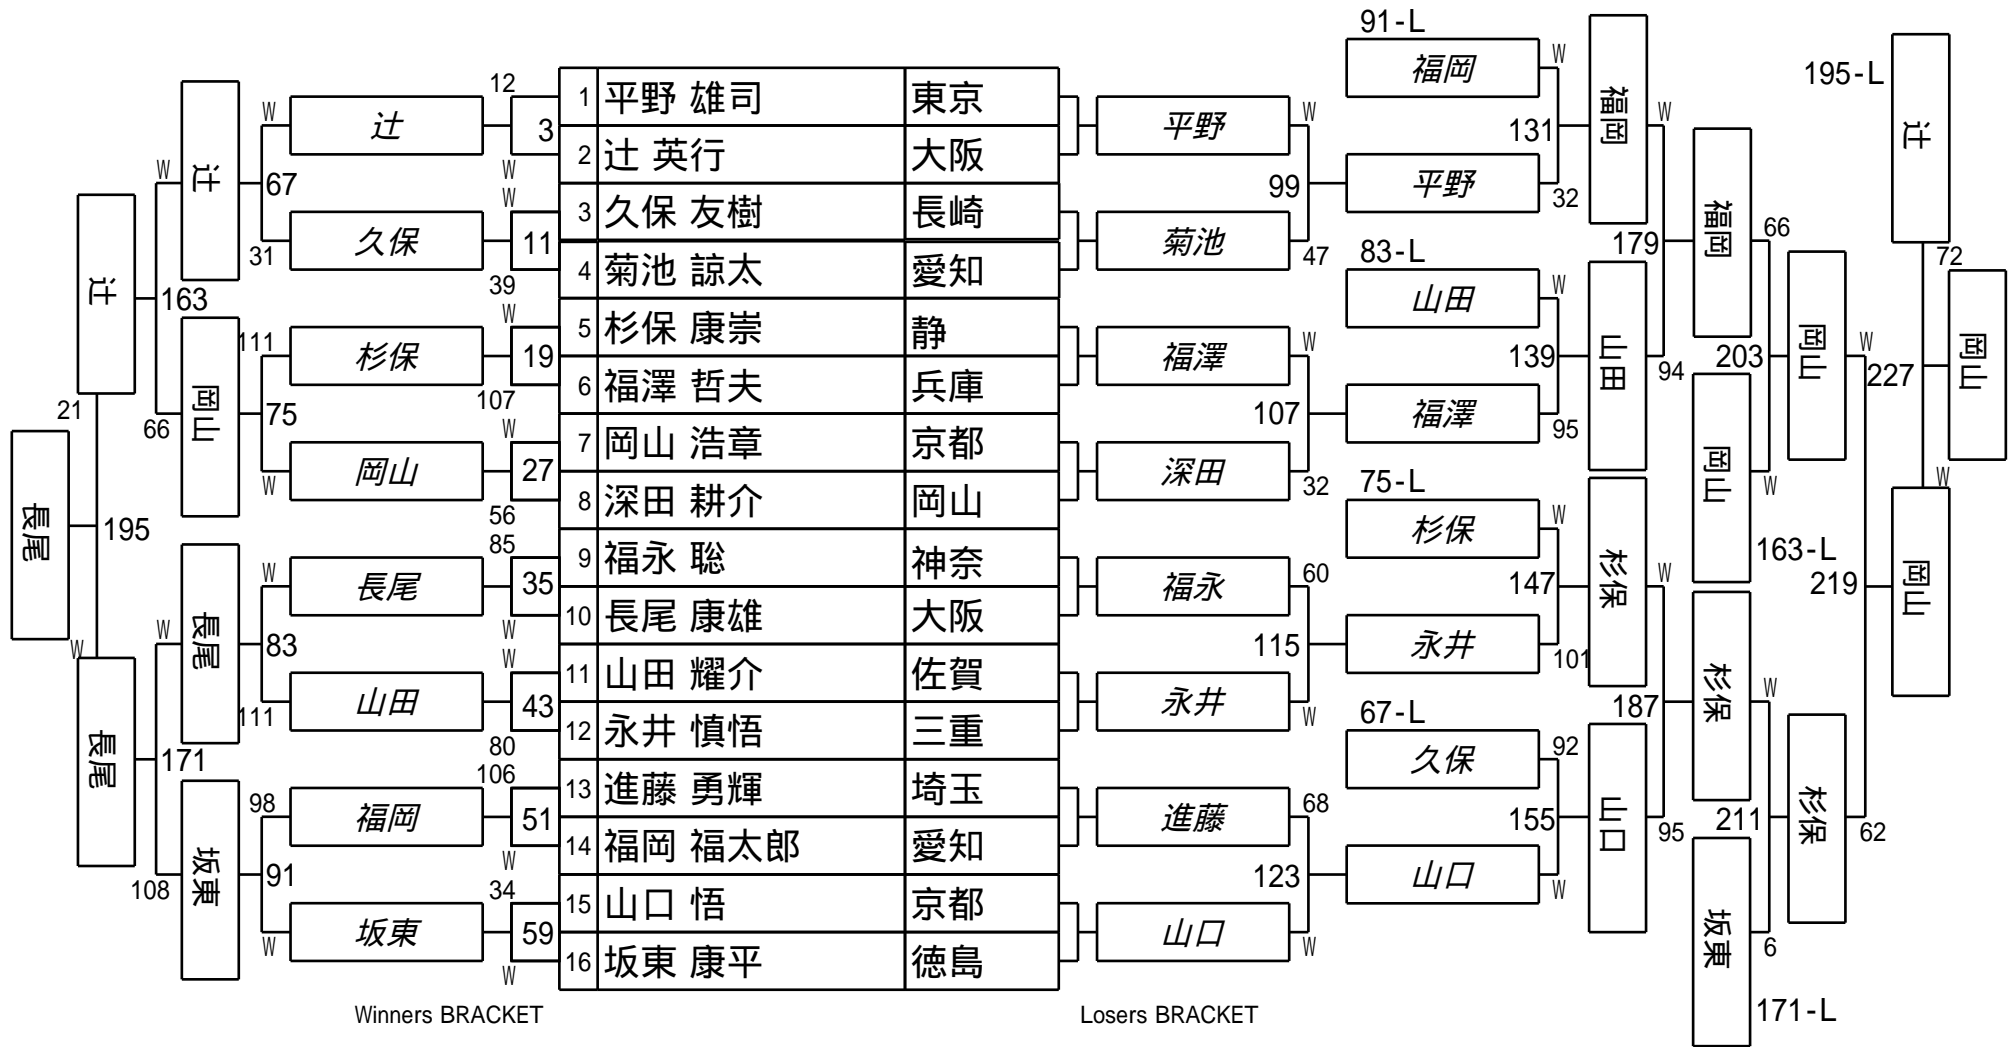 91-L
195-L
12
1 平野 雄司 東京
W 辻 3
平野 W
福岡 W
福岡 W
131
辻
2 辻 英行 大阪
W
W 辻 67
W
3 久保 友樹 長崎
99
平野 32
31 久保 11
菊池 47
179
福岡 66
72
辻 163
39
4 菊池 諒太 愛知
83-L
山田 W
岡山 W
岡山
W
5 杉保 康崇 静
111 杉保 19
福澤 W
139
山田 94
203
227
6 福澤 哲夫 兵庫
21
66 岡山 75
107
107
福澤 95
W
7 岡山 浩章 京都
W 岡山 27
深田 32
岡山 W
W
8 深田 耕介 岡山
75-L
長尾 195
56
杉保 W
163-L
85
9 福永 聡 神奈
W 長尾 35
福永 60
147
杉保 W
219
岡山
10 長尾 康雄 大阪
W
W 長尾 83
W
11 山田 耀介 佐賀
115
永井 101
W
111 山田 43
永井 W
187
杉保 W
長尾 171
80
12 永井 慎悟 三重
67-L
久保 92
106
13 進藤 勇輝 埼玉
98 福岡 51
進藤 68
155
山口 95
211
杉保 62
14 福岡 福太郎 愛知
W
108 坂東 91
34
15 山口 悟 京都
123
山口 W
W 坂東 59
山口 W
坂東 6
16 坂東 康平 徳島
W
171-L
Winners BRACKET
Losers BRACKET